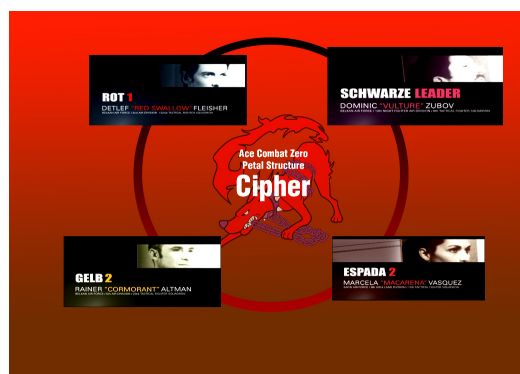 ROT 1
DETLEF "RED SWALLOW" FLEISHER
SCHWARZE LEADER
DOMINIC "VULTURE" ZUBOV
Ace Combat Zero
Petal Structure
Cipher
GELB 2
RAINER "CORMORANT" ALTMAN
ESPADA 2
MARCELA "MACARENA" VASQUEZ